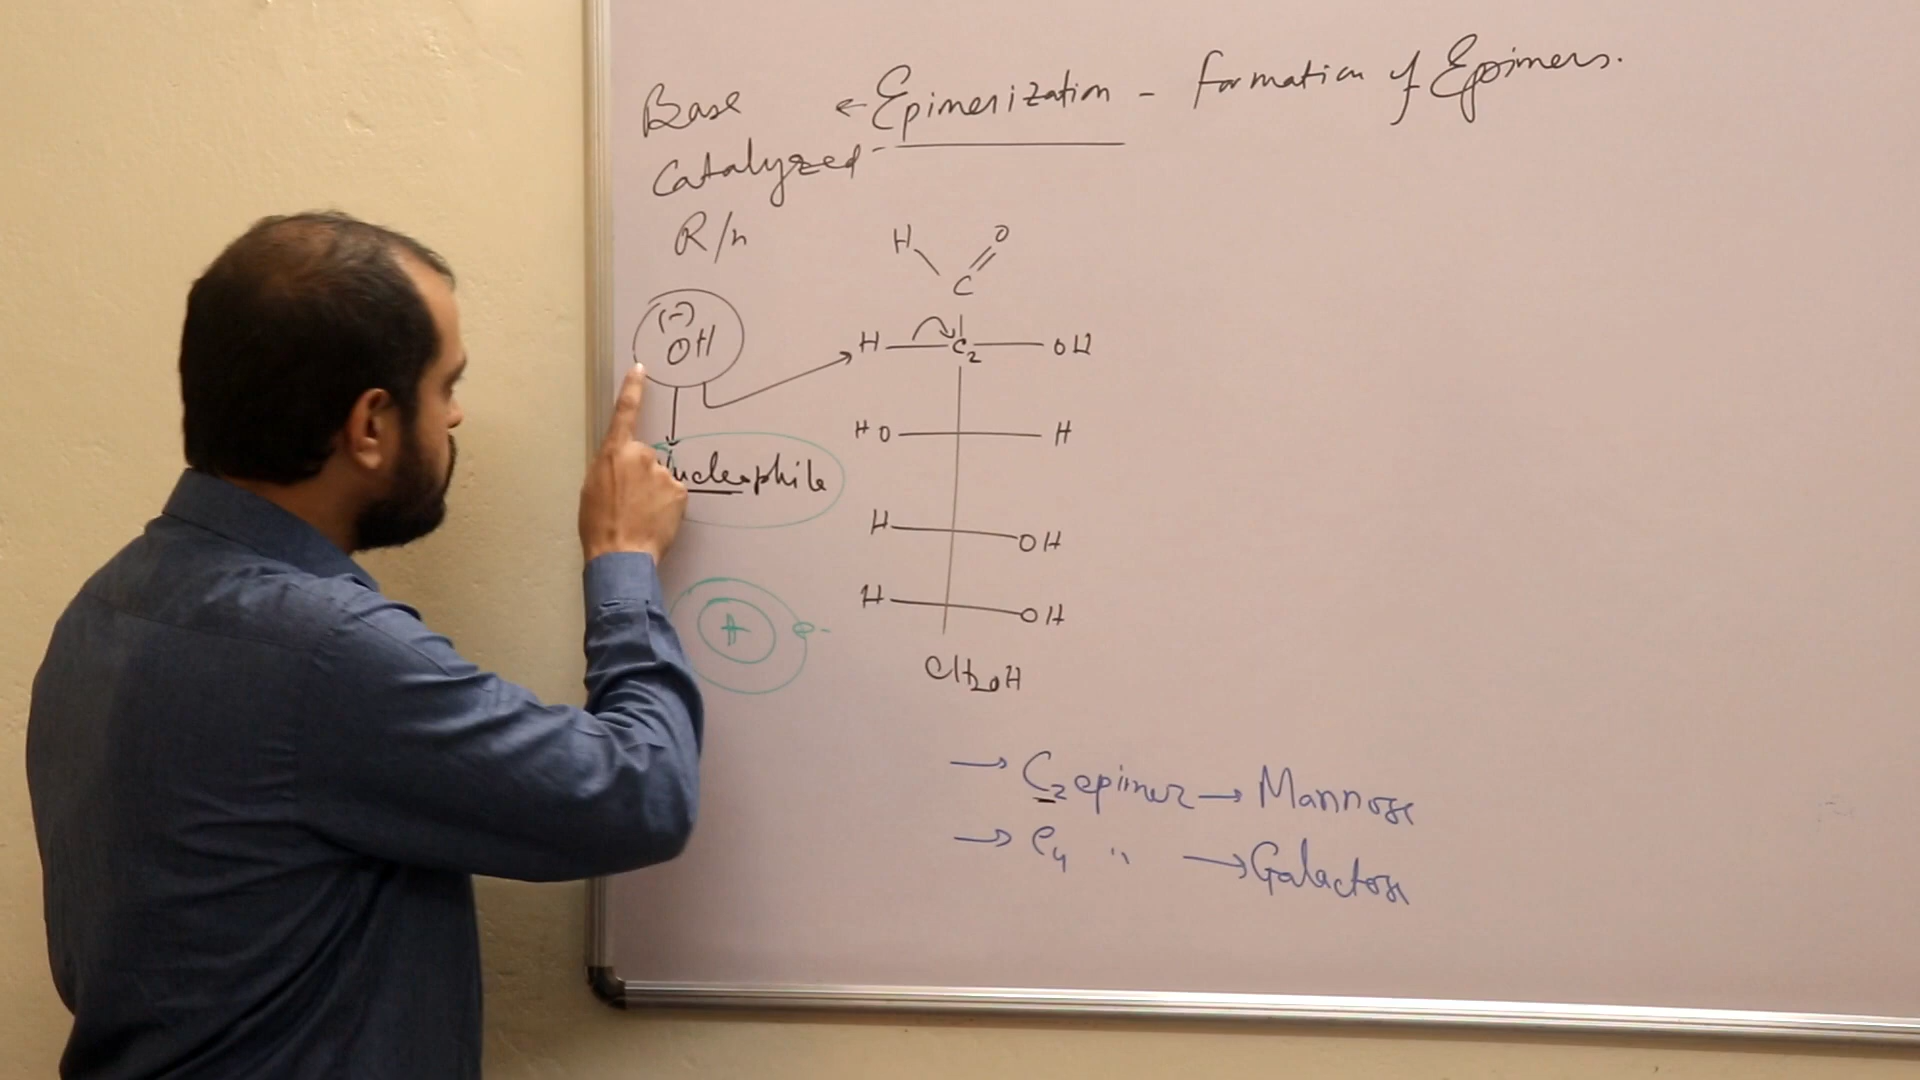 Base ← Epimerization - formation of Epimers.
Catalyzed
R/n
H O
C
(-)
OH
H C2 OH
HO H
Nucleophile
H OH
+ e-
H OH
CH2OH
→ C2 epimer → Mannose
→ C4 " → Galactose